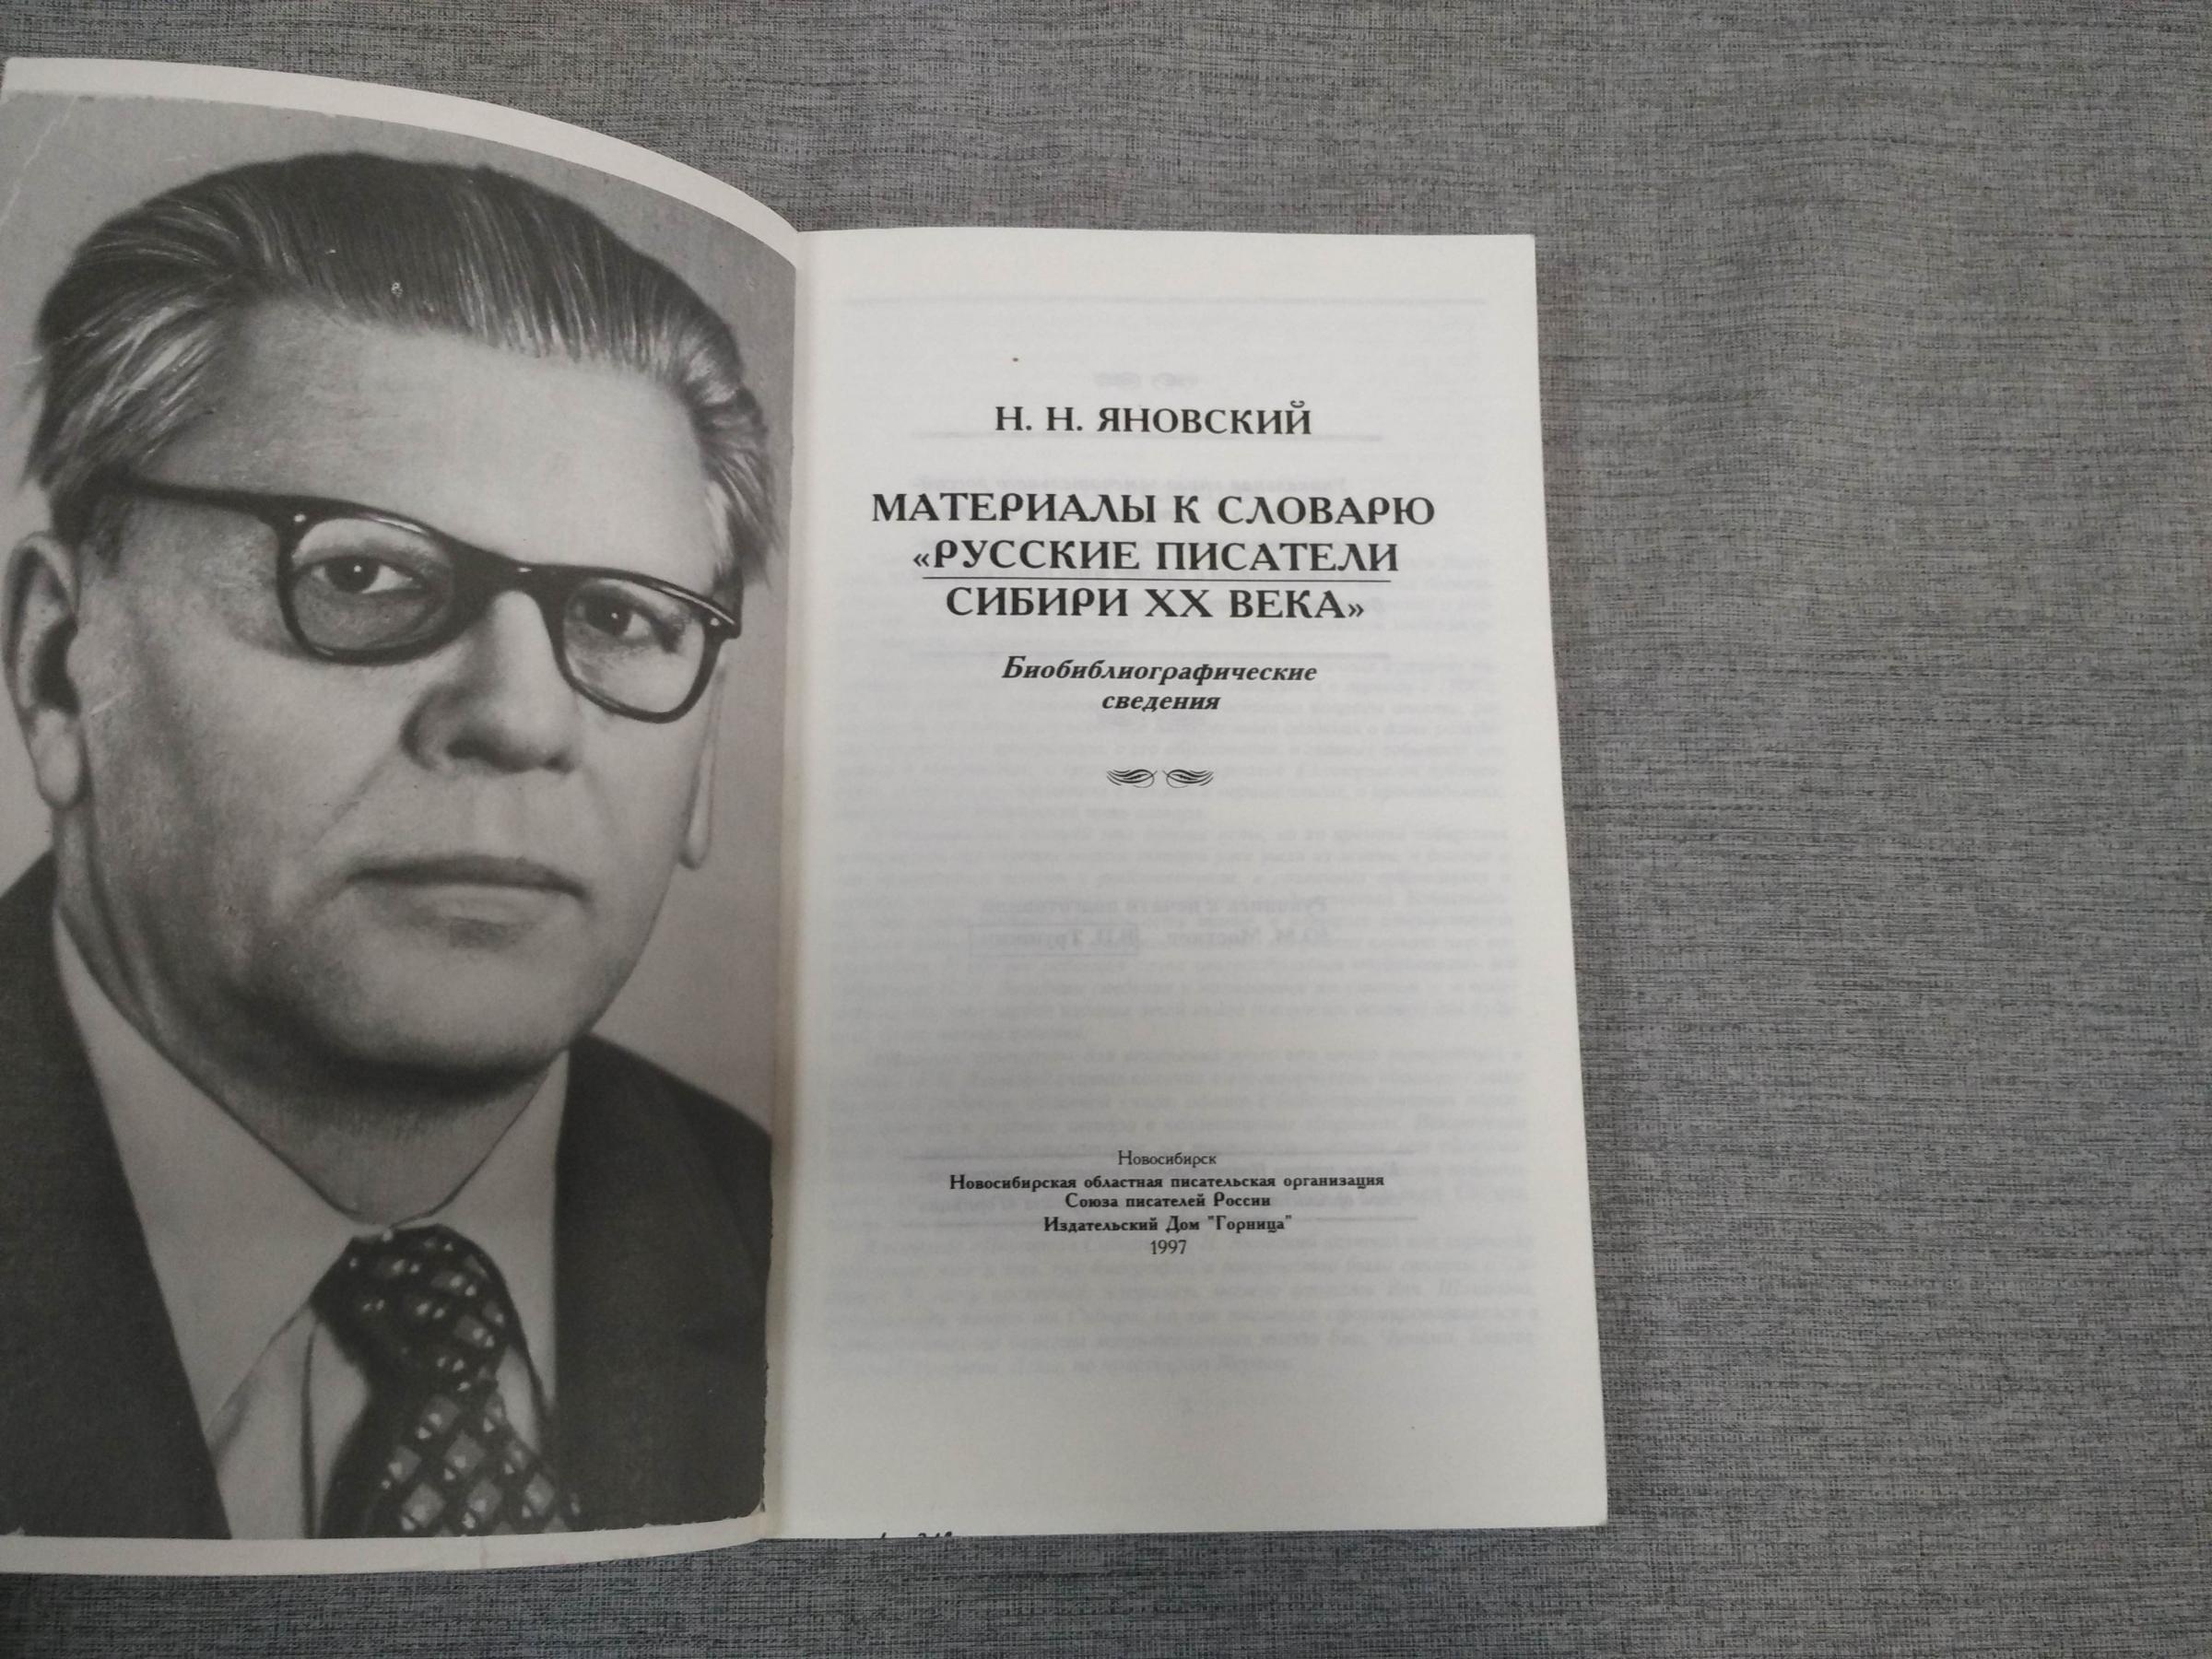 Н. Н. ЯНОВСКИЙ
МАТЕРИАЛЫ К СЛОВАРЮ
«РУССКИЕ ПИСАТЕЛИ
СИБИРИ XX ВЕКА»
Биобиблиографические
сведения
Новосибирск
Новосибирская областная писательская организация
Союза писателей России
Издательский Дом "Горница"
1997